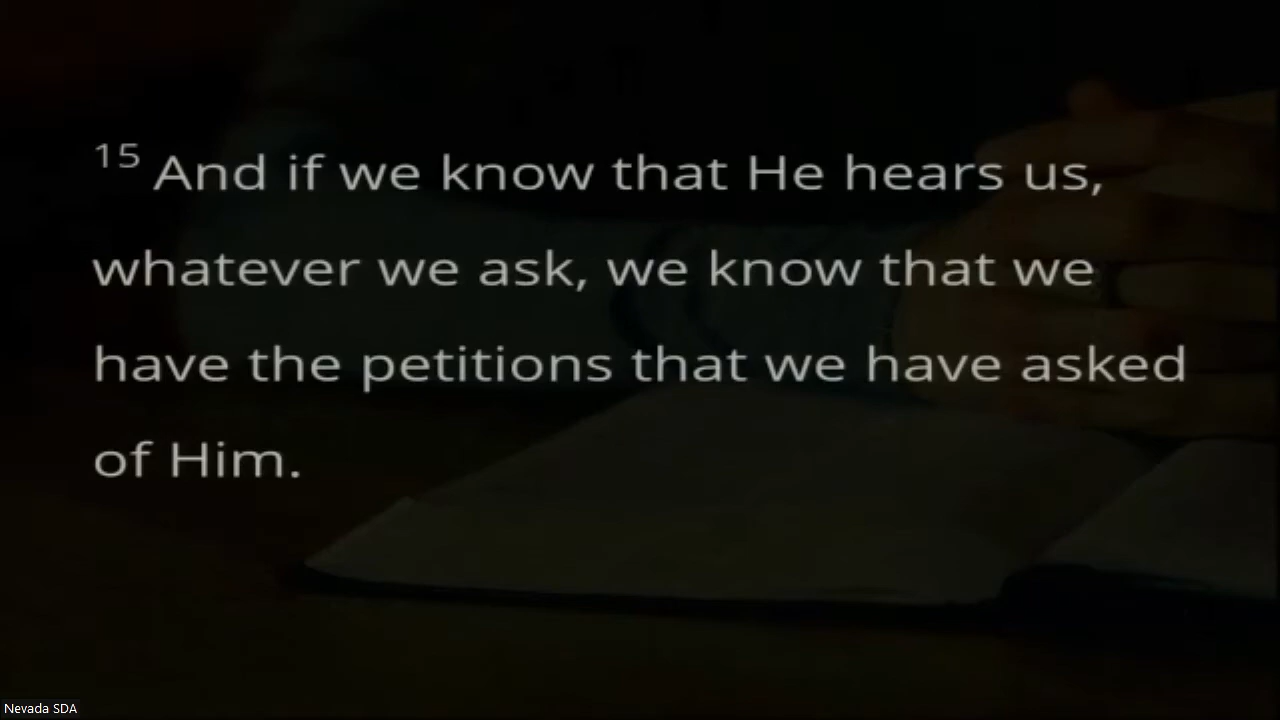 15 And if we know that He hears us,
whatever we ask, we know that we
have the petitions that we have asked
of Him.
Nevada SDA